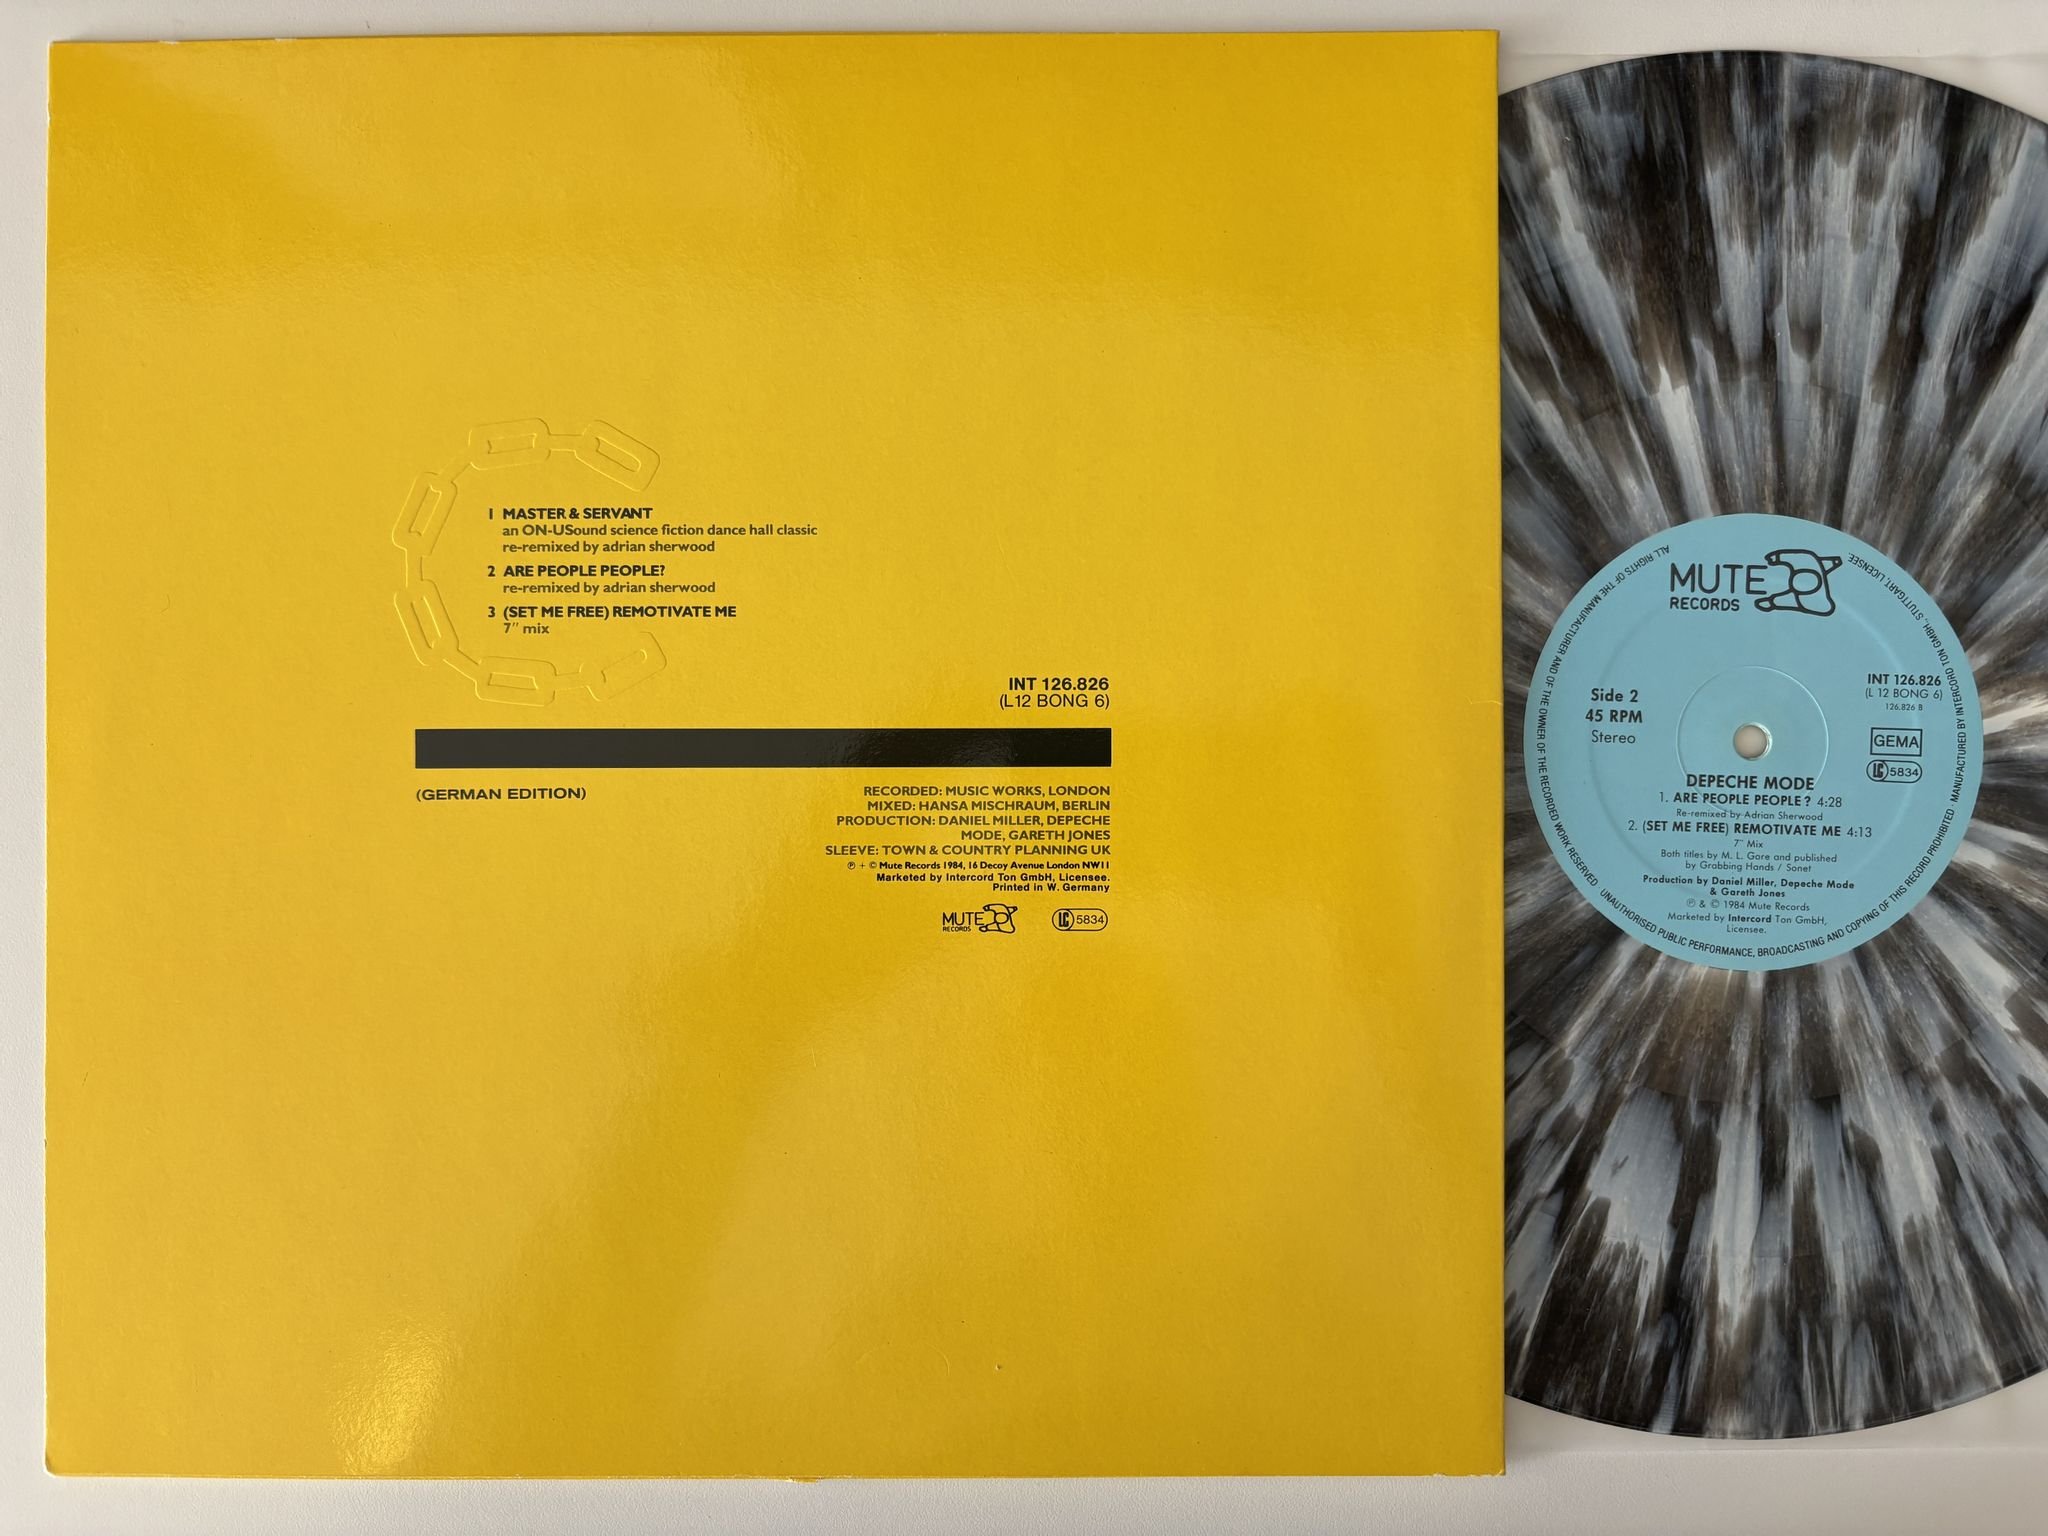 1 MASTER & SERVANT
an ON-USound science fiction dance hall classic
re-remixed by adrian sherwood
2 ARE PEOPLE PEOPLE?
re-remixed by adrian sherwood
3 (SET ME FREE) REMOTIVATE ME
7" mix
INT 126.826
(L12 BONG 6)
(GERMAN EDITION)
RECORDED: MUSIC WORKS, LONDON
MIXED: HANSA MISCHRAUM, BERLIN
PRODUCTION: DANIEL MILLER, DEPECHE
MODE, GARETH JONES
SLEEVE: TOWN & COUNTRY PLANNING UK
℗ + © Mute Records 1984, 16 Decoy Avenue London NW11
Marketed by Intercord Ton GmbH, Licensee.
Printed in W. Germany
MUTE
RECORDS
LC 5834
MUTE
RECORDS
INT 126.826
(L 12 BONG 6)
126.826 B
Side 2
45 RPM
Stereo
GEMA
LC 5834
DEPECHE MODE
1. ARE PEOPLE PEOPLE? 4:28
Re-remixed by Adrian Sherwood
2. (SET ME FREE) REMOTIVATE ME 4:13
7" Mix
Both titles by M. L. Gore and published
by Grabbing Hands / Sonet
Production by Daniel Miller, Depeche Mode
& Gareth Jones
℗ & © 1984 Mute Records
Marketed by Intercord Ton GmbH,
Licensee.
ALL RIGHTS OF THE MANUFACTURER AND OF THE OWNER OF THE RECORDED WORK RESERVED · UNAUTHORISED PUBLIC PERFORMANCE, BROADCASTING AND COPYING OF THIS RECORD PROHIBITED · MANUFACTURED BY INTERCORD TON GMBH., STUTTGART, LICENSEE.